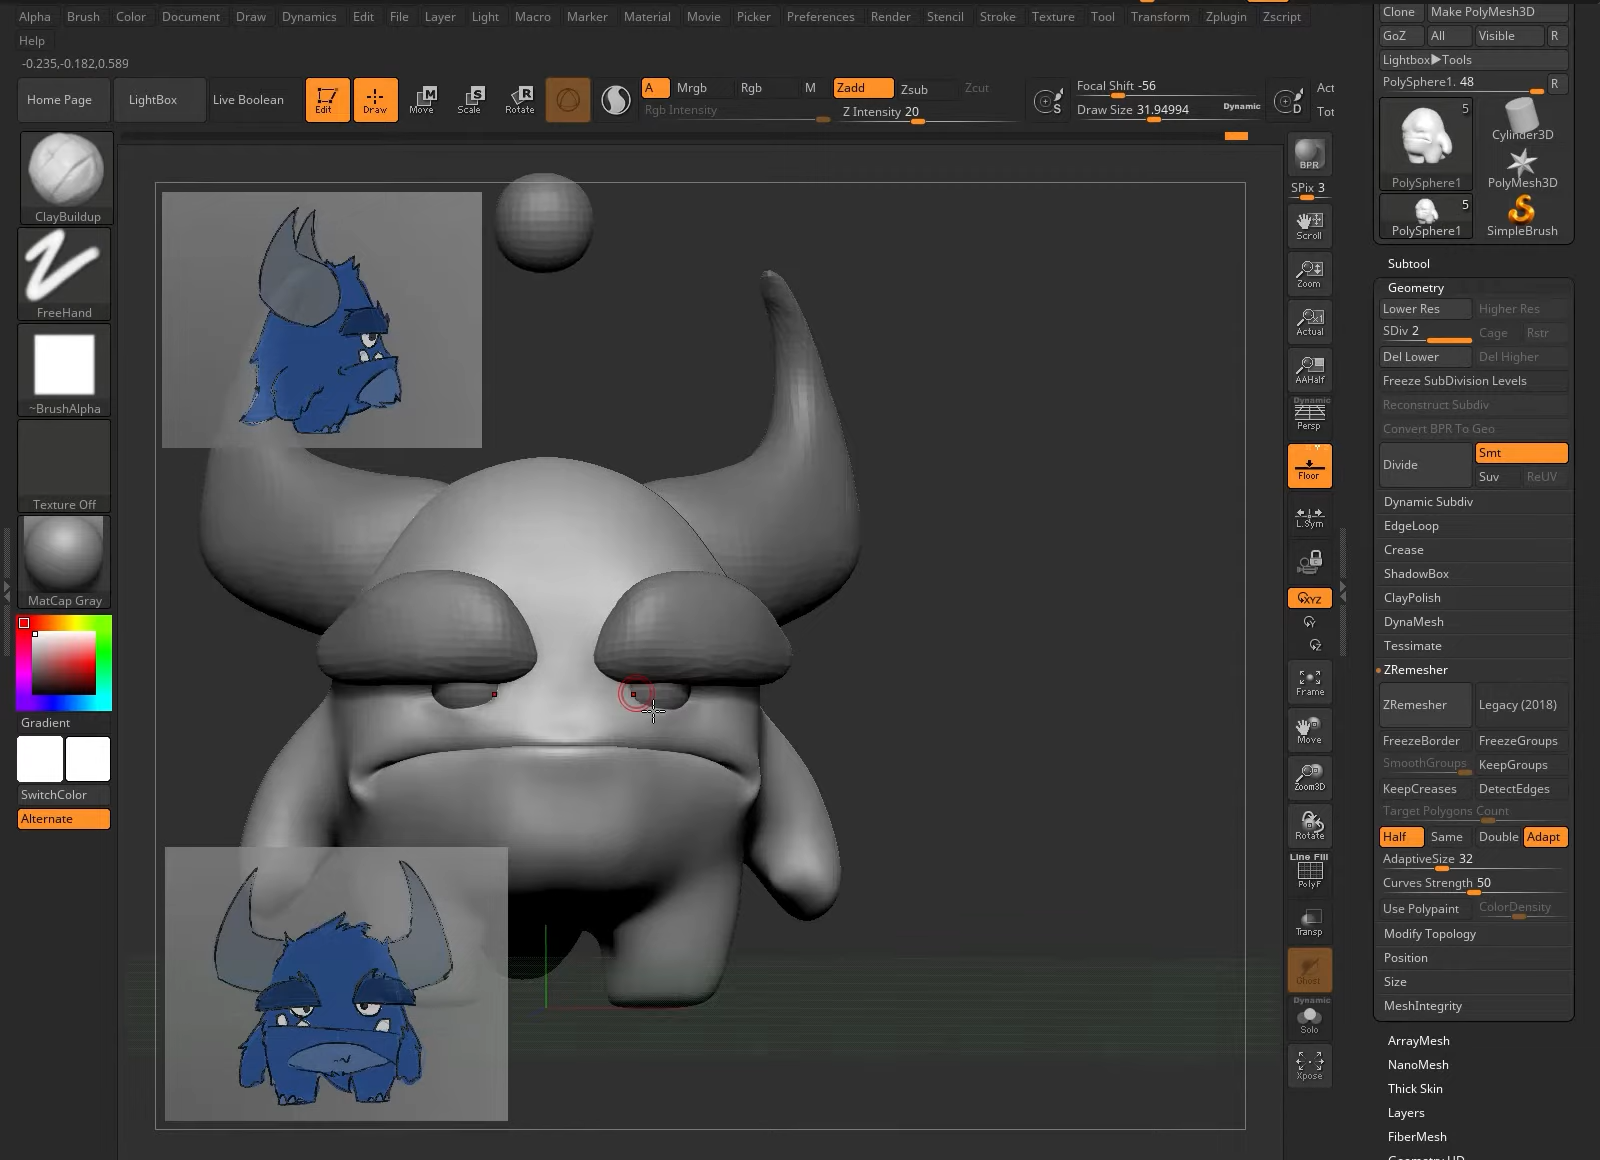 Alpha Brush Color Document Draw Dynamics Edit File Layer Light Macro Marker Material Movie Picker Preferences Render Stencil Stroke Texture Tool Transform Zplugin Zscript
Help
-0.235,-0.182,0.589
Home Page LightBox Live Boolean Edit Draw Move Scale Rotate
A Mrgb Rgb M Zadd Zsub Zcut
Rgb Intensity Z Intensity 20
Focal Shift -56
Draw Size 31.94994 Dynamic
Act
Tot
ClayBuildup
FreeHand
~BrushAlpha
Texture Off
MatCap Gray
Gradient
SwitchColor
Alternate
BPR
SPix 3
Scroll
Zoom
Actual
AAHalf
Dynamic
Persp
Floor
L.Sym
XYZ
Y
Z
Frame
Move
Zoom3D
Rotate
Line Fill
PolyF
Transp
Ghost
Dynamic
Solo
Xpose
Clone Make PolyMesh3D
GoZ All Visible R
Lightbox▶Tools
PolySphere1. 48 R
5
Cylinder3D
PolySphere1 PolyMesh3D
5
PolySphere1 SimpleBrush
Subtool
Geometry
Lower Res Higher Res
SDiv 2 Cage Rstr
Del Lower Del Higher
Freeze SubDivision Levels
Reconstruct Subdiv
Convert BPR To Geo
Divide Smt
Suv ReUV
Dynamic Subdiv
EdgeLoop
Crease
ShadowBox
ClayPolish
DynaMesh
Tessimate
ZRemesher
ZRemesher Legacy (2018)
FreezeBorder FreezeGroups
SmoothGroups KeepGroups
KeepCreases DetectEdges
Target Polygons Count
Half Same Double Adapt
AdaptiveSize 32
Curves Strength 50
Use Polypaint ColorDensity
Modify Topology
Position
Size
MeshIntegrity
ArrayMesh
NanoMesh
Thick Skin
Layers
FiberMesh
Geometry HD